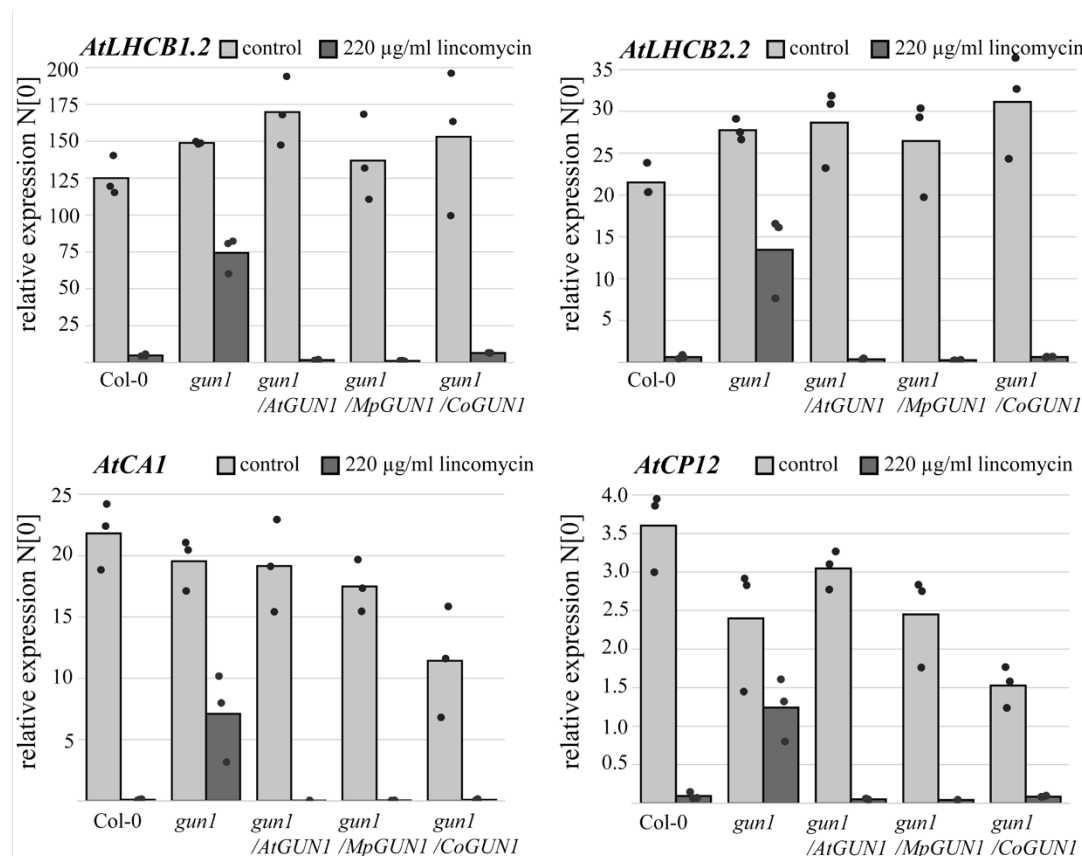 AtLHCB1.2 control 220 µg/ml lincomycin
relative expression N[0]
200
175
150
125
100
75
50
25
Col-0 gun1 gun1 gun1 gun1
/AtGUN1 /MpGUN1 /CoGUN1
AtLHCB2.2 control 220 µg/ml lincomycin
relative expression N[0]
35
30
25
20
15
10
5
Col-0 gun1 gun1 gun1 gun1
/AtGUN1 /MpGUN1 /CoGUN1
AtCA1 control 220 µg/ml lincomycin
relative expression N[0]
25
20
15
10
5
Col-0 gun1 gun1 gun1 gun1
/AtGUN1 /MpGUN1 /CoGUN1
AtCP12 control 220 µg/ml lincomycin
relative expression N[0]
4.0
3.5
3.0
2.5
2.0
1.5
1.0
0.5
Col-0 gun1 gun1 gun1 gun1
/AtGUN1 /MpGUN1 /CoGUN1